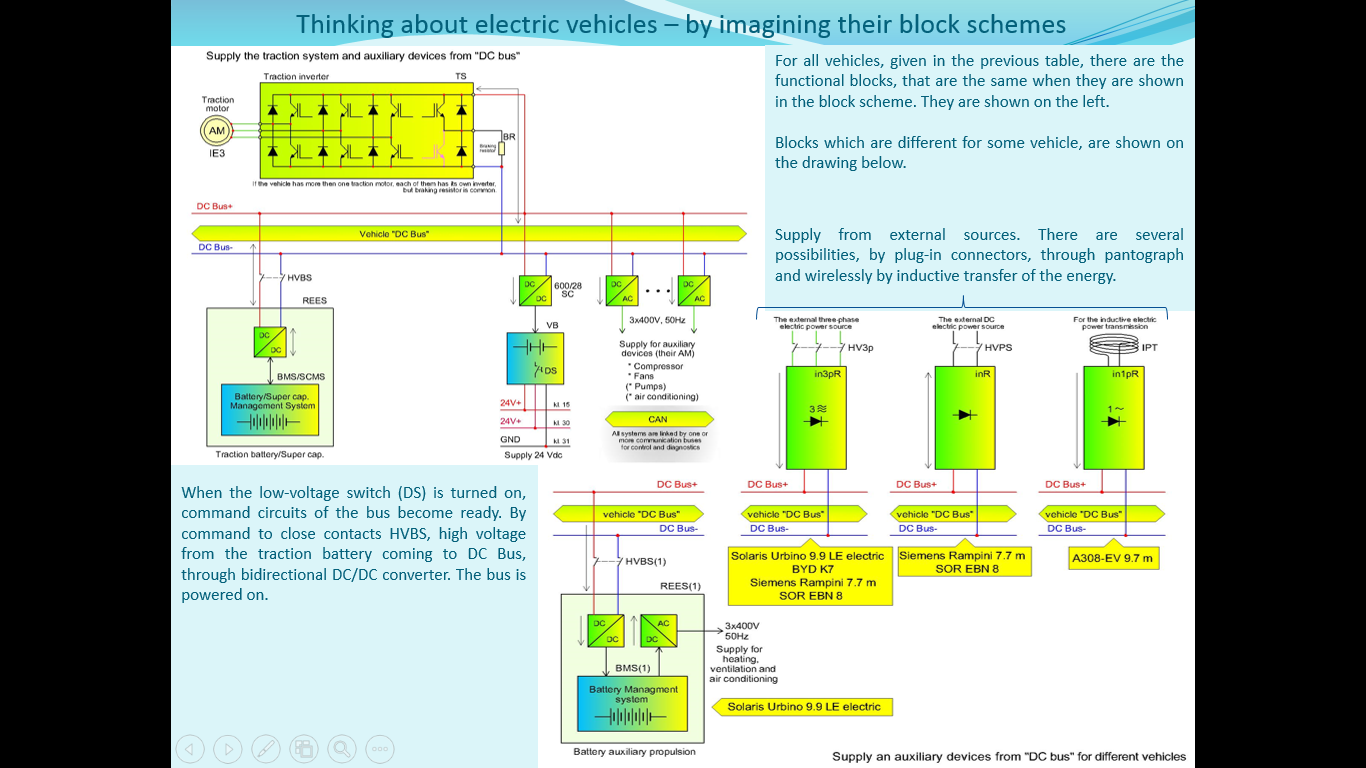 Thinking about electric vehicles – by imagining their block schemes
Supply the traction system and auxiliary devices from "DC bus"
Traction inverter
TS
Traction
motor
AM
IE3
BR
Braking
resistor
If the vehicle has more then one traction motor, each of them has its own inverter,
but braking resistor is common.
DC Bus+
Vehicle "DC Bus"
DC Bus-
HVBS
REES
DC
DC
BMS/SCMS
Battery/Super cap.
Management System
Traction battery/Super cap.
DC
DC
600/28
SC
VB
DS
24V+
kl. 15
24V+
kl. 30
GND
kl. 31
Supply 24 Vdc
DC
AC
DC
AC
3x400V, 50Hz
Supply for auxiliary
devices (their AM)
* Compressor
* Fans
(* Pumps)
(* air conditioning)
CAN
All systems are linked by one or
more communication buses
for control and diagnostics
For all vehicles, given in the previous table, there are the
functional blocks, that are the same when they are shown
in the block scheme. They are shown on the left.
Blocks which are different for some vehicle, are shown on
the drawing below.
Supply from external sources. There are several
possibilities, by plug-in connectors, through pantograph
and wirelessly by inductive transfer of the energy.
The external three-phase
electric power source
HV3p
in3pR
3
DC Bus+
vehicle "DC Bus"
DC Bus-
Solaris Urbino 9.9 LE electric
BYD K7
Siemens Rampini 7.7 m
SOR EBN 8
The external DC
electric power source
HVPS
inR
DC Bus+
vehicle "DC Bus"
DC Bus-
Siemens Rampini 7.7 m
SOR EBN 8
For the inductive electric
power transmission
IPT
in1pR
1~
DC Bus+
vehicle "DC Bus"
DC Bus-
A308-EV 9.7 m
When the low-voltage switch (DS) is turned on,
command circuits of the bus become ready. By
command to close contacts HVBS, high voltage
from the traction battery coming to DC Bus,
through bidirectional DC/DC converter. The bus is
powered on.
DC Bus+
vehicle "DC Bus"
DC Bus-
HVBS(1)
REES(1)
DC
DC
AC
DC
3x400V
50Hz
Supply for
heating,
ventilation and
air conditioning
BMS(1)
Battery Managment
system
Solaris Urbino 9.9 LE electric
Battery auxiliary propulsion
Supply an auxiliary devices from "DC bus" for different vehicles